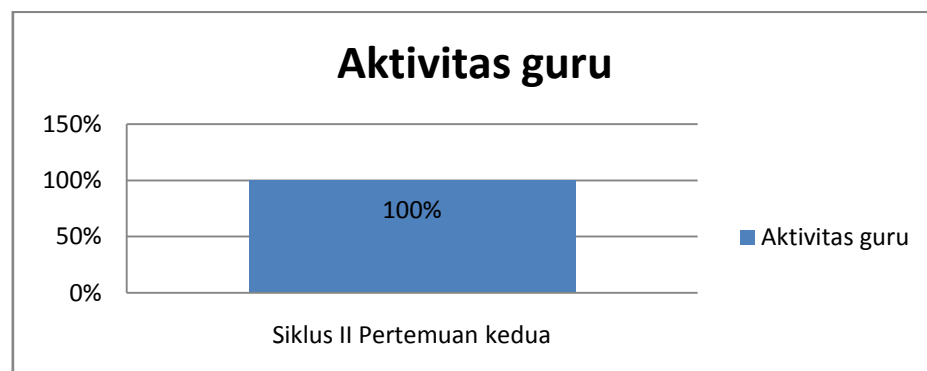 Aktivitas guru
150%
100%
100%
50%
Aktivitas guru
0%
Siklus II Pertemuan kedua